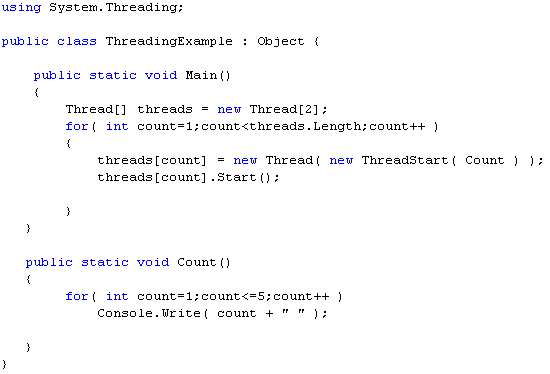 using System.Threading;
public class ThreadingExample : Object {
public static void Main()
{
Thread[] threads = new Thread[2];
for( int count=1;count<threads.Length;count++ )
{
threads[count] = new Thread( new ThreadStart( Count ) );
threads[count].Start();
}
}
public static void Count()
{
for( int count=1;count<=5;count++ )
Console.Write( count + " " );
}
}